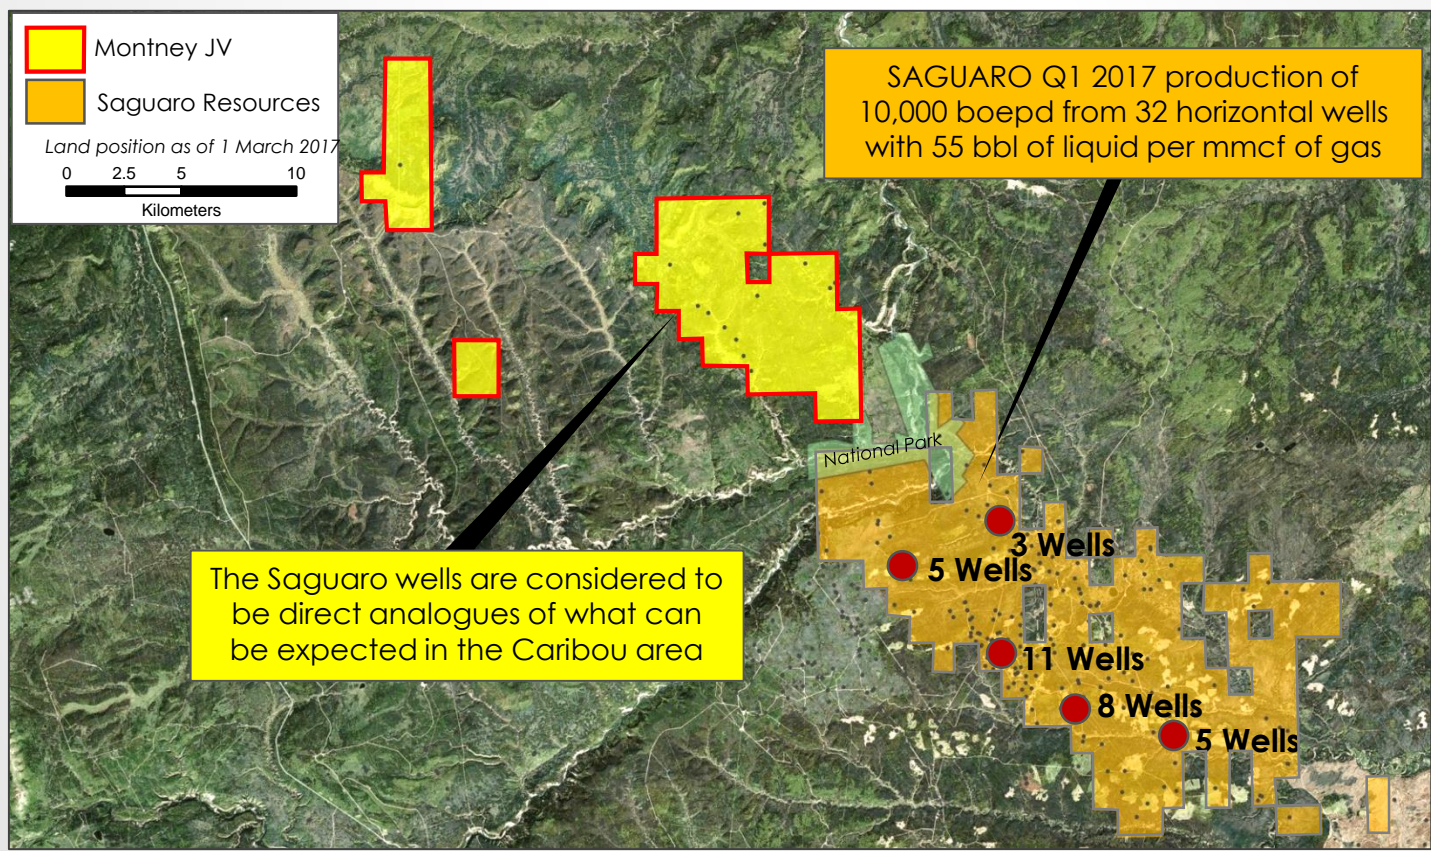 Montney JV
Saguaro Resources
Land position as of 1 March 2017
0 2.5 5 10
Kilometers
SAGUARO Q1 2017 production of
10,000 boepd from 32 horizontal wells
with 55 bbl of liquid per mmcf of gas
National Park
3 Wells
5 Wells
The Saguaro wells are considered to
be direct analogues of what can
be expected in the Caribou area
11 Wells
8 Wells
5 Wells